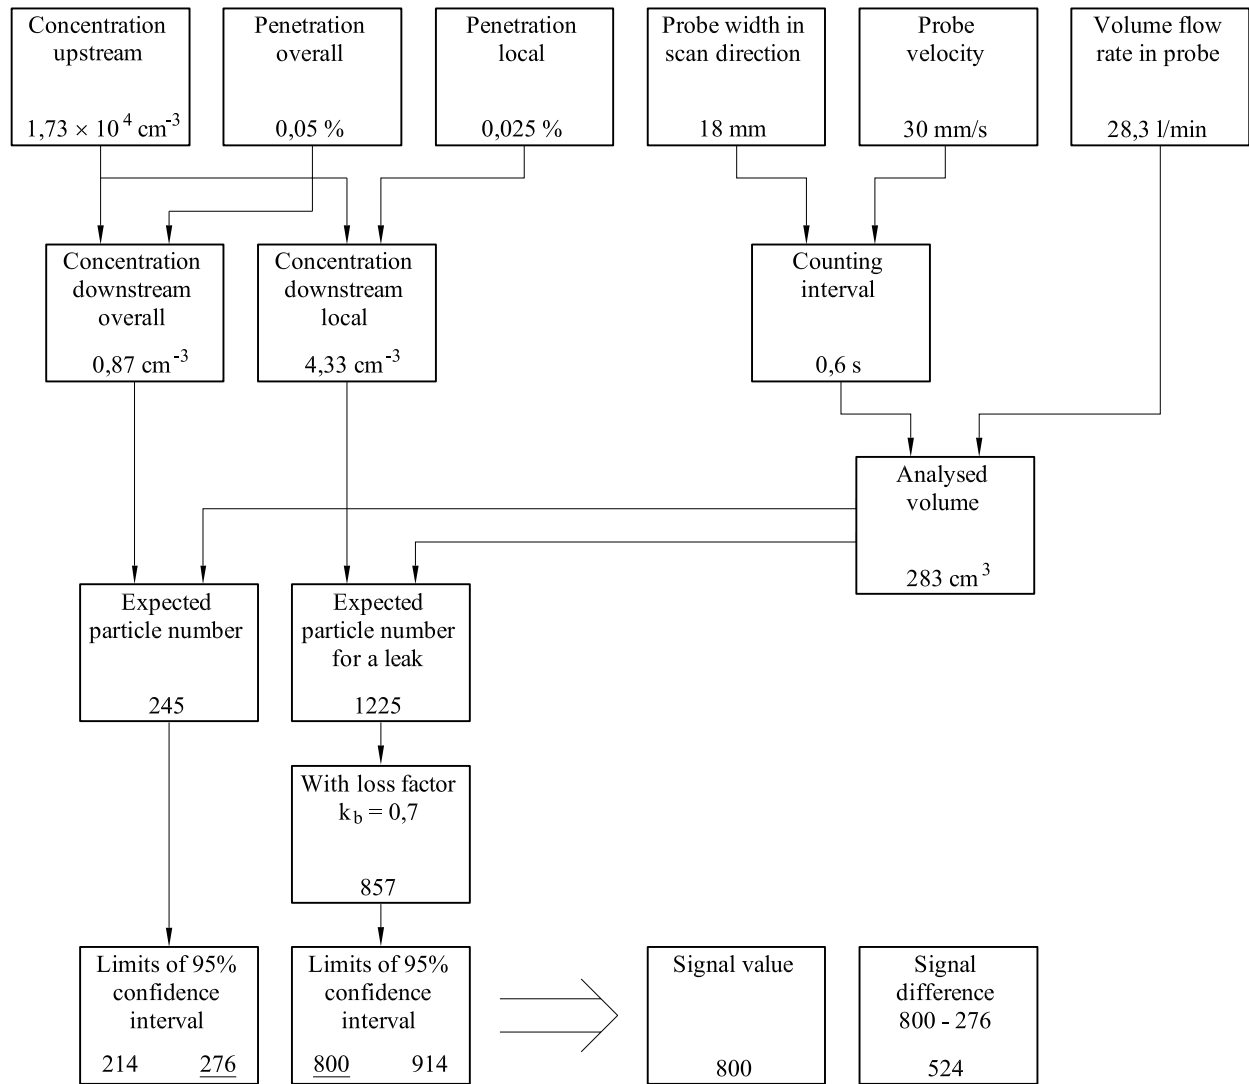 Concentration
upstream
1,73 × 10⁴ cm⁻³
Penetration
overall
0,05 %
Penetration
local
0,025 %
Probe width in
scan direction
18 mm
Probe
velocity
30 mm/s
Volume flow
rate in probe
28,3 l/min
Concentration
downstream
overall
0,87 cm⁻³
Concentration
downstream
local
4,33 cm⁻³
Counting
interval
0,6 s
Analysed
volume
283 cm³
Expected
particle number
245
Expected
particle number
for a leak
1225
With loss factor
k_b = 0,7
857
Limits of 95%
confidence
interval
214 276
Limits of 95%
confidence
interval
800 914
Signal value
800
Signal
difference
800 - 276
524